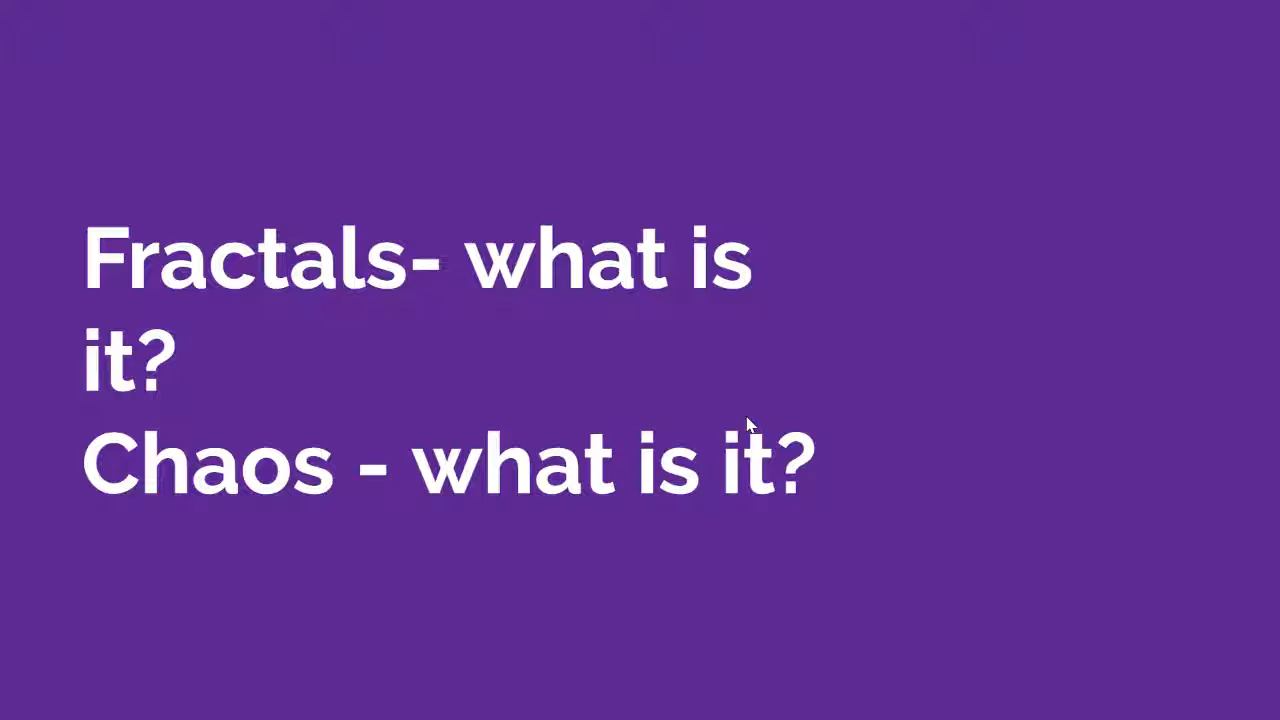 Fractals- what is
it?
Chaos - what is it?